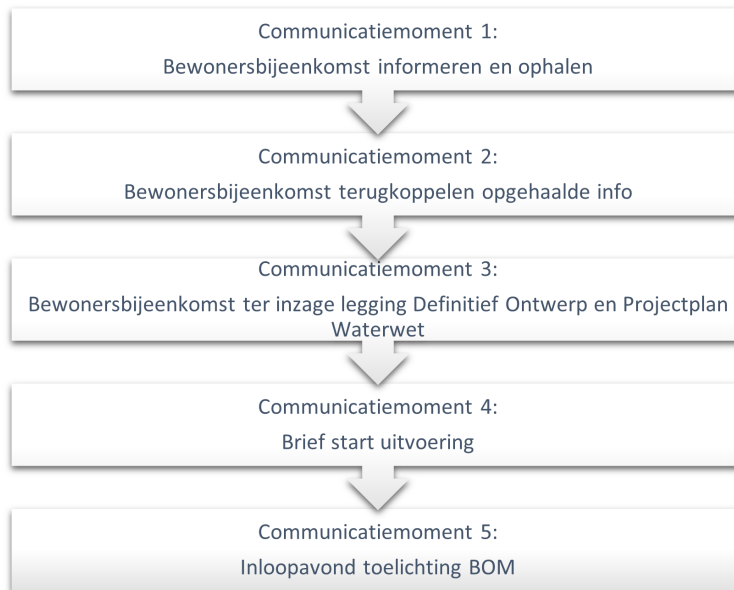 Communicatiemoment 1:
Bewonersbijeenkomst informeren en ophalen
Communicatiemoment 2:
Bewonersbijeenkomst terugkoppelen opgehaalde info
Communicatiemoment 3:
Bewonersbijeenkomst ter inzage legging Definitief Ontwerp en Projectplan
Waterwet
Communicatiemoment 4:
Brief start uitvoering
Communicatiemoment 5:
Inloopavond toelichting BOM